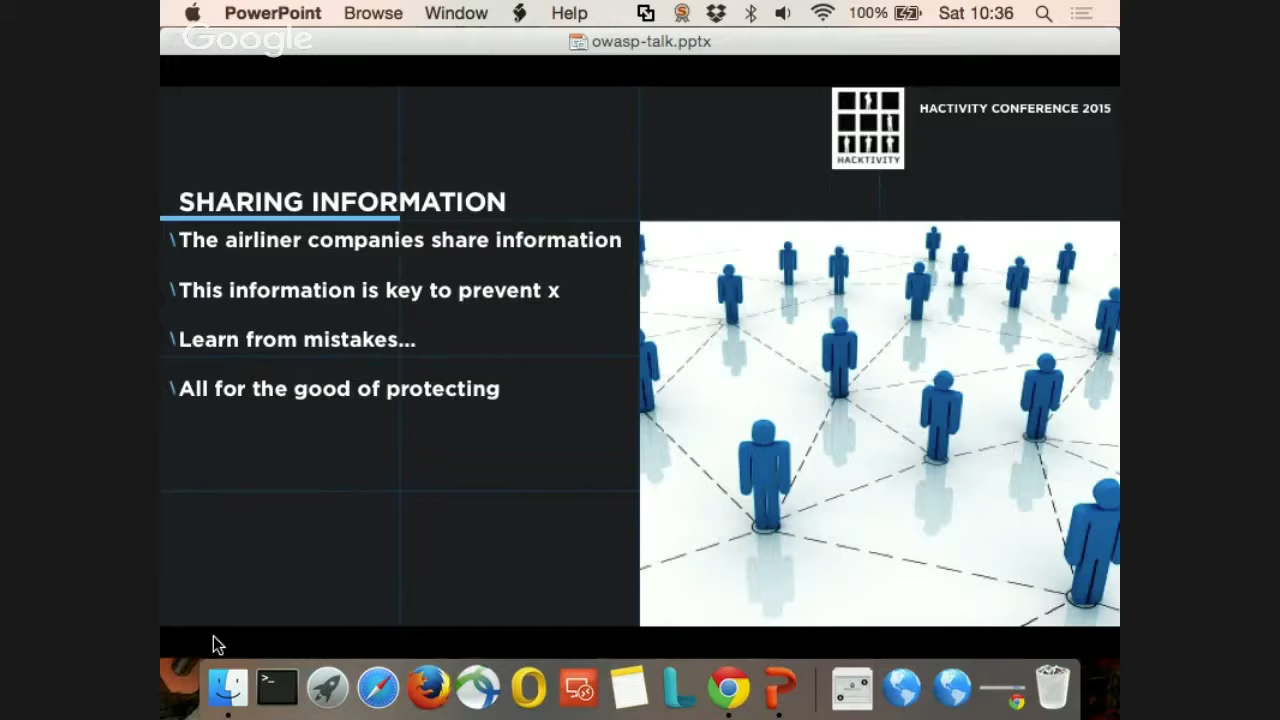 PowerPoint Browse Window Help 100% Sat 10:36
Google
owasp-talk.pptx
HACTIVITY CONFERENCE 2015
HACKTIVITY
SHARING INFORMATION
\The airliner companies share information
\This information is key to prevent x
\Learn from mistakes...
\All for the good of protecting